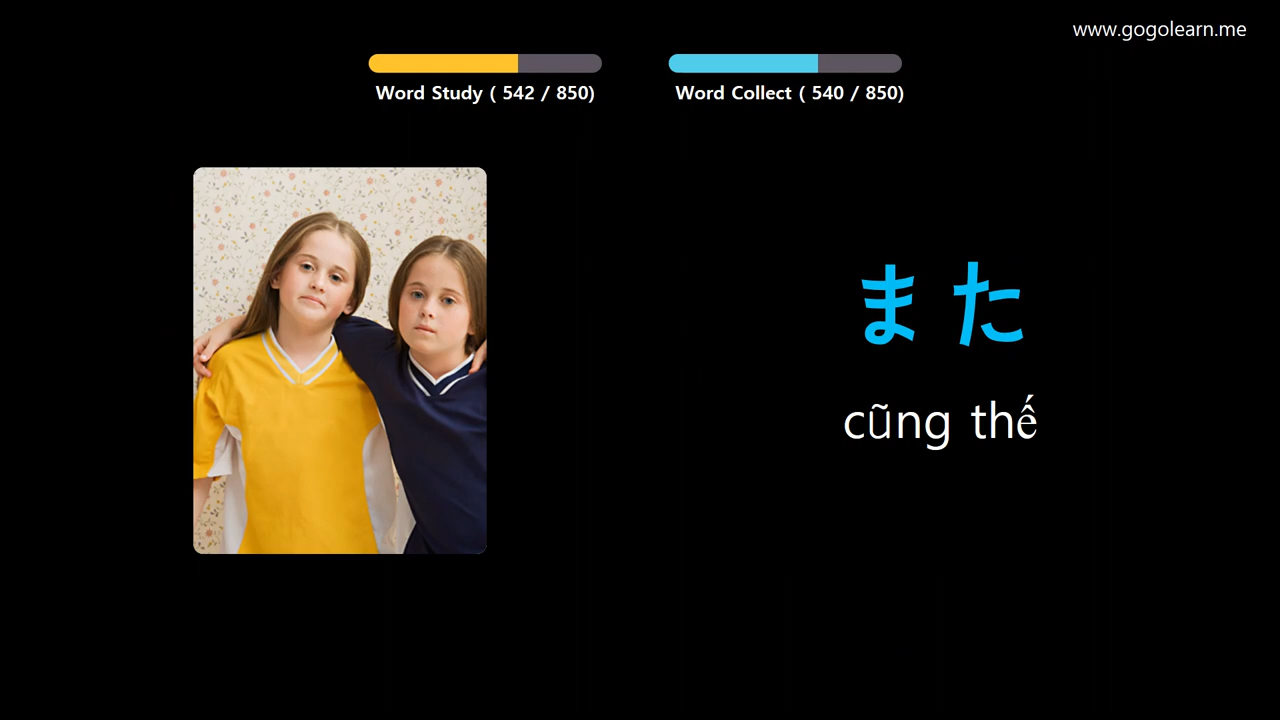 www.gogolearn.me
Word Study ( 542 / 850)
Word Collect ( 540 / 850)
また
cũng thế